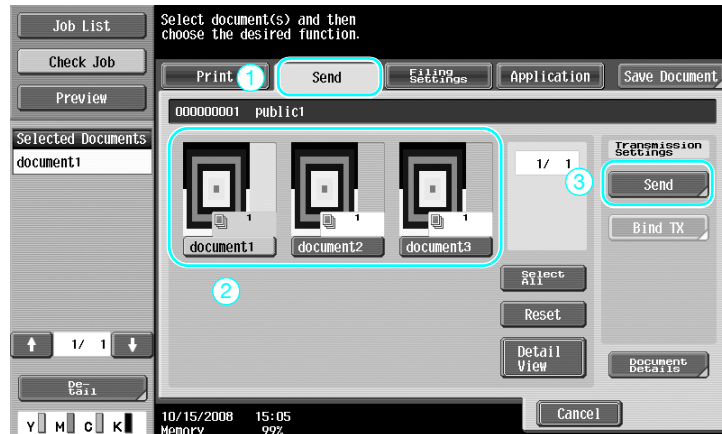 Job List
Select document(s) and then
choose the desired function.
Check Job
Preview
Print
1
Send
Filing
Settings
Application
Save Document
000000001 public1
Selected Documents
document1
1
1
1
document1
document2
document3
2
1/ 1
Transmission
Settings
3
Send
Bind TX
Select
All
Reset
Detail
View
Document
Details
1/ 1
De-
tail
Y M C K
10/15/2008 15:05
Memory 99%
Cancel